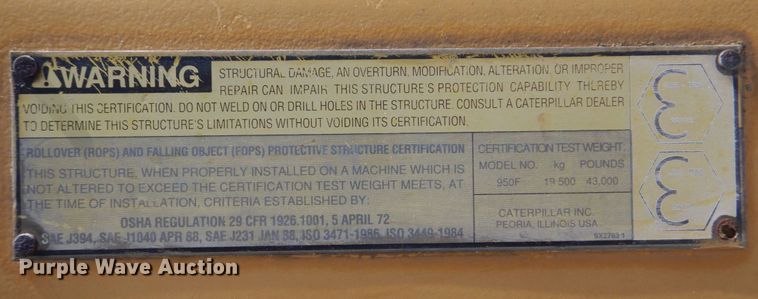 WARNING
STRUCTURAL DAMAGE, AN OVERTURN, MODIFICATION, ALTERATION, OR IMPROPER
REPAIR CAN IMPAIR THIS STRUCTURE'S PROTECTION CAPABILITY THEREBY
VOIDING THIS CERTIFICATION. DO NOT WELD ON OR DRILL HOLES IN THE STRUCTURE. CONSULT A CATERPILLAR DEALER
TO DETERMINE THIS STRUCTURE'S LIMITATIONS WITHOUT VOIDING ITS CERTIFICATION.
ROLLOVER (ROPS) AND FALLING OBJECT (FOPS) PROTECTIVE STRUCTURE CERTIFICATION
THIS STRUCTURE, WHEN PROPERLY INSTALLED ON A MACHINE WHICH IS
NOT ALTERED TO EXCEED THE CERTIFICATION TEST WEIGHT MEETS, AT
THE TIME OF INSTALLATION, CRITERIA ESTABLISHED BY:
OSHA REGULATION 29 CFR 1926.1001, 5 APRIL 72
SAE J394, SAE J1040 APR 88, SAE J231 JAN 88, ISO 3471-1986, ISO 3449-1984
CERTIFICATION TEST WEIGHT
MODEL NO. kg POUNDS
950F 19 500 43,000
CATERPILLAR INC.
PEORIA, ILLINOIS USA
9X2763 1
Purple Wave Auction